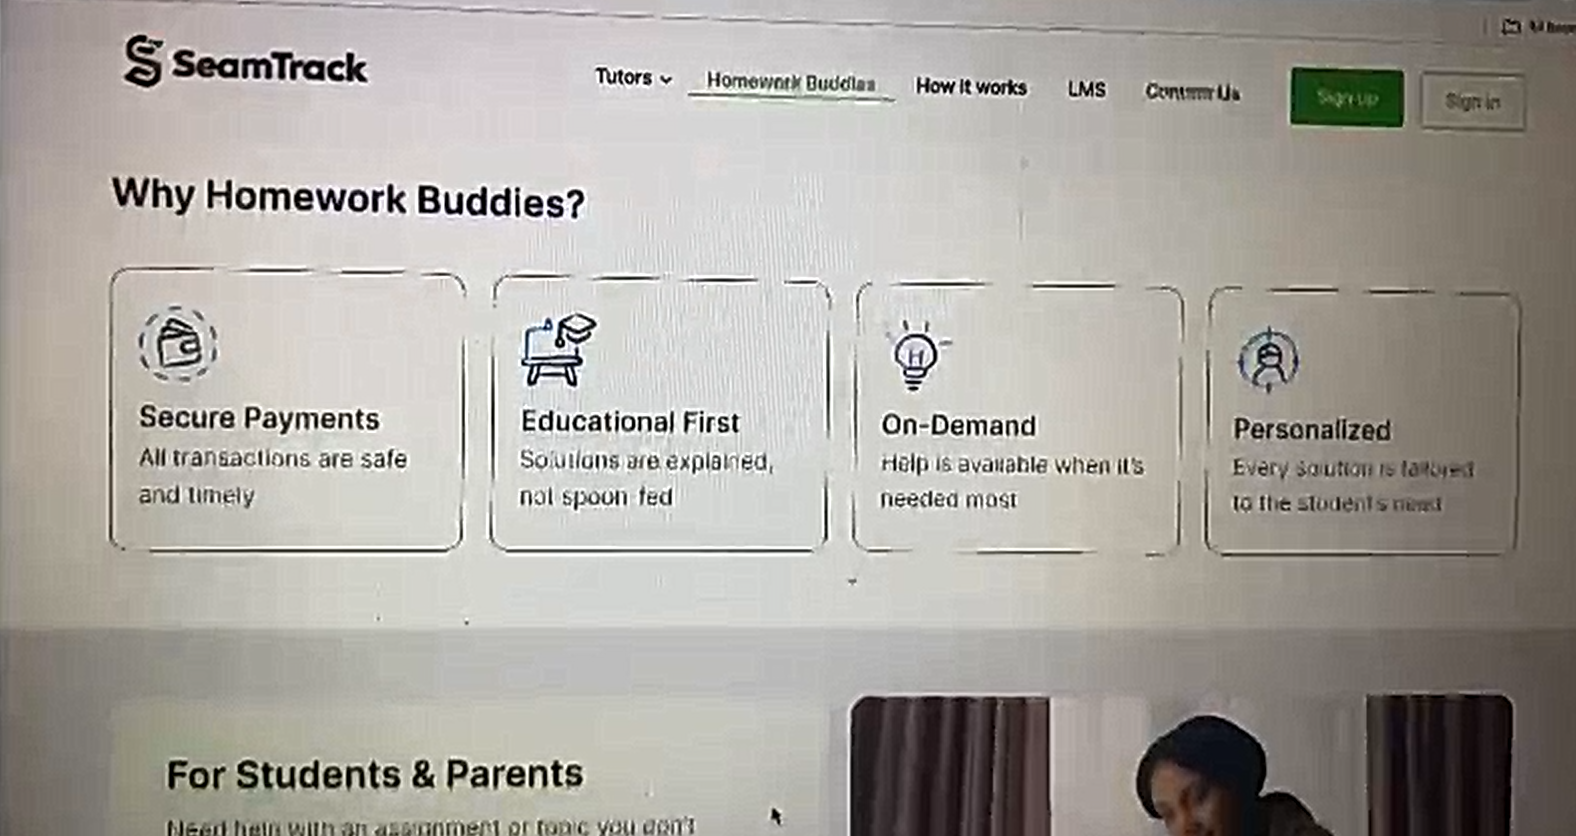 SeamTrack
Tutors
Homework Buddies
How it works
LMS
Contact Us
Sign up
Sign in
Why Homework Buddies?
Secure Payments
All transactions are safe
and timely
Educational First
Solutions are explained,
not spoon fed
On-Demand
Help is available when it's
needed most
Personalized
Every solution is tailored
to the student's need
For Students & Parents
Need help with an assignment or topic you don't